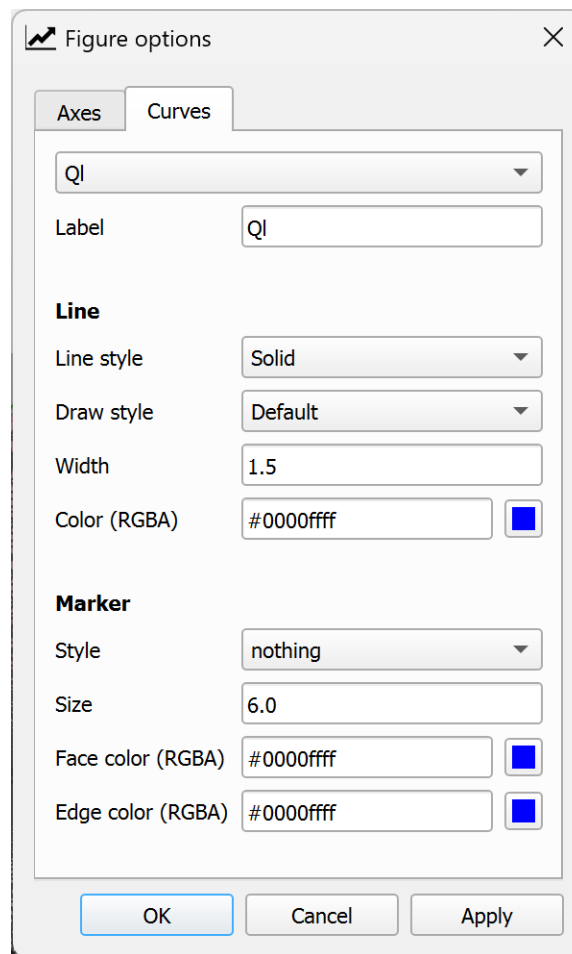 Figure options
Axes Curves
Ql
Label Ql
Line
Line style Solid
Draw style Default
Width 1.5
Color (RGBA) #0000ffff
Marker
Style nothing
Size 6.0
Face color (RGBA) #0000ffff
Edge color (RGBA) #0000ffff
OK Cancel Apply